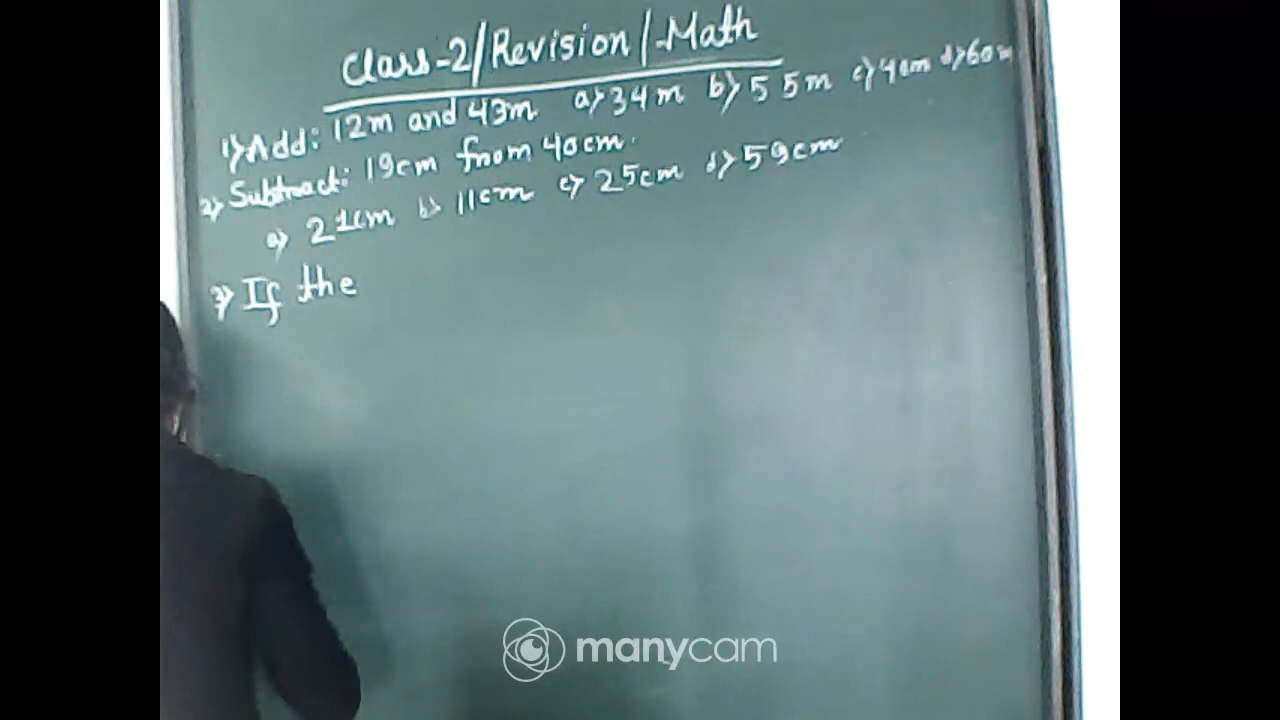 Class-2/Revision/-Math
1) Add: 12m and 43m a) 34m b) 55m c) 4cm d) 60m
2) Subtract: 19cm from 40cm.
a) 21cm b) 11cm c) 25cm d) 59cm
3) If the
manycam